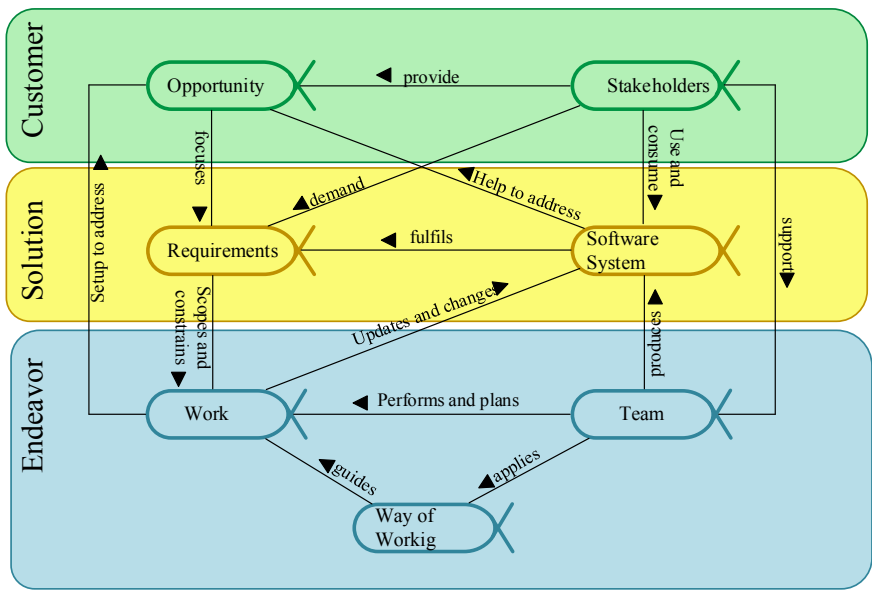 Customer
Opportunity
provide
Stakeholders
focuses
demand
Help to address
Use and
consume
Setup to address
support
Solution
Requirements
fulfils
Software
System
Scopes and
constrains
Updates and changes
produces
Endeavor
Work
Performs and plans
Team
guides
applies
Way of
Workig